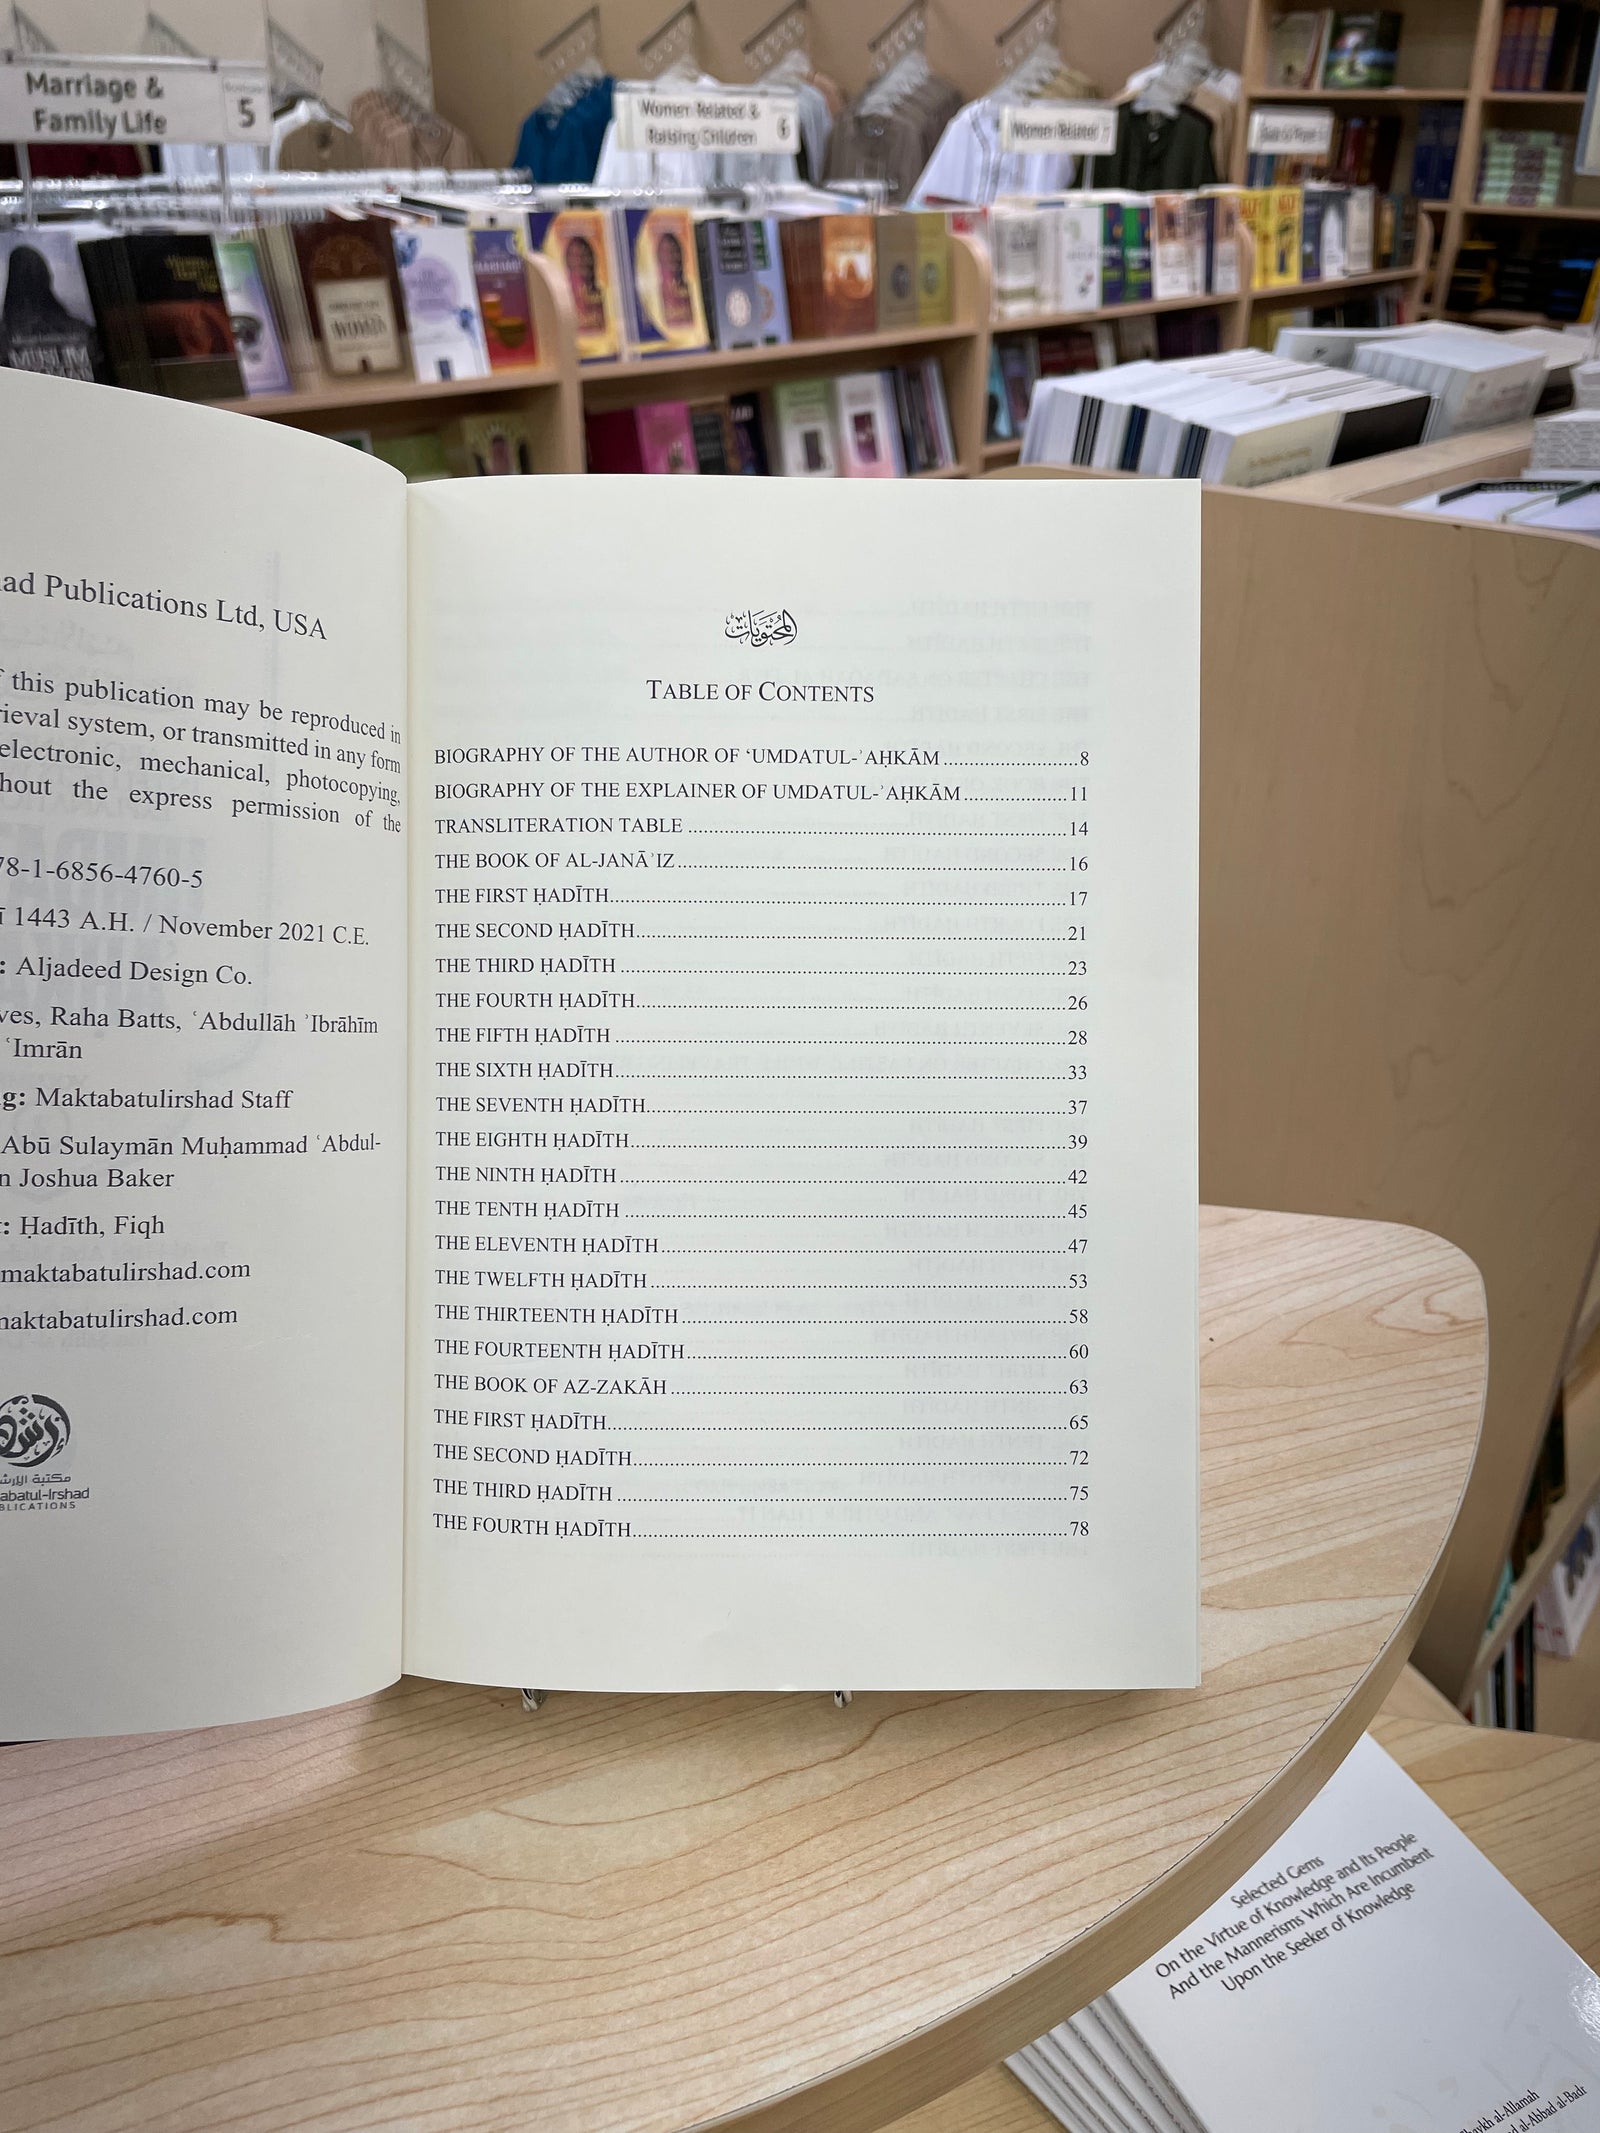 Marriage &
Family Life
5
Women Related &
Raising Children
6
Women Related
MUSLIM
ad Publications Ltd, USA
this publication may be reproduced in
rieval system, or transmitted in any form
electronic, mechanical, photocopying,
hout the express permission of the
78-1-6856-4760-5
1443 A.H. / November 2021 C.E.
: Aljadeed Design Co.
ves, Raha Batts, ʿAbdullāh ʾIbrāhīm
ʿImrān
g: Maktabatulirshad Staff
Abū Sulaymān Muḥammad ʿAbdul-
n Joshua Baker
: Ḥadīth, Fiqh
maktabatulirshad.com
maktabatulirshad.com
مكتبة الإرش
abatul-Irshad
BLICATIONS
المحتويات
TABLE OF CONTENTS
BIOGRAPHY OF THE AUTHOR OF ‘UMDATUL-ʾAḤKĀM ........................ 8
BIOGRAPHY OF THE EXPLAINER OF UMDATUL-ʾAḤKĀM .................... 11
TRANSLITERATION TABLE ........................ 14
THE BOOK OF AL-JANĀʾIZ ........................ 16
THE FIRST ḤADĪTH ........................ 17
THE SECOND ḤADĪTH ........................ 21
THE THIRD ḤADĪTH ........................ 23
THE FOURTH ḤADĪTH ........................ 26
THE FIFTH ḤADĪTH ........................ 28
THE SIXTH ḤADĪTH ........................ 33
THE SEVENTH ḤADĪTH ........................ 37
THE EIGHTH ḤADĪTH ........................ 39
THE NINTH ḤADĪTH ........................ 42
THE TENTH ḤADĪTH ........................ 45
THE ELEVENTH ḤADĪTH ........................ 47
THE TWELFTH ḤADĪTH ........................ 53
THE THIRTEENTH ḤADĪTH ........................ 58
THE FOURTEENTH ḤADĪTH ........................ 60
THE BOOK OF AZ-ZAKĀH ........................ 63
THE FIRST ḤADĪTH ........................ 65
THE SECOND ḤADĪTH ........................ 72
THE THIRD ḤADĪTH ........................ 75
THE FOURTH ḤADĪTH ........................ 78
Selected Gems
On the Virtue of Knowledge and Its People
And the Mannerisms Which Are Incumbent
Upon the Seeker of Knowledge
Shaykh al-Allamah
al-Abbad al-Badr